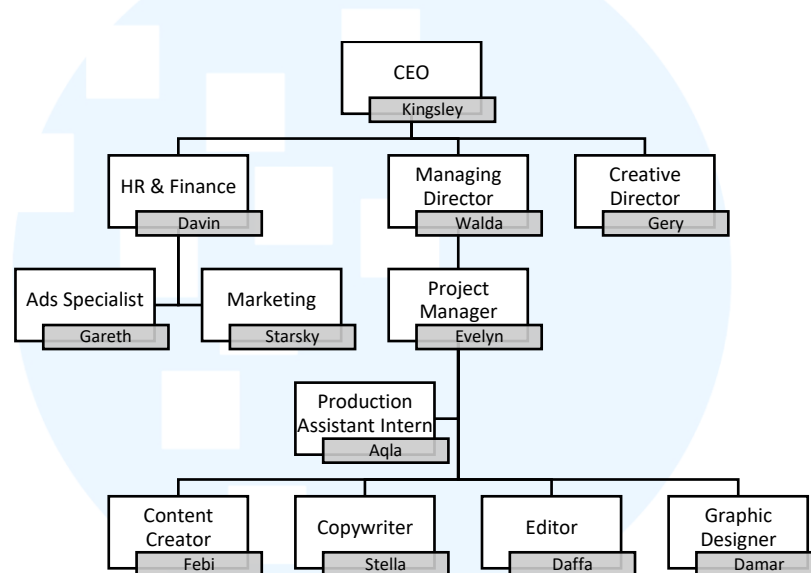 CEO
Kingsley
HR & Finance
Davin
Managing
Director
Walda
Creative
Director
Gery
Ads Specialist
Gareth
Marketing
Starsky
Project
Manager
Evelyn
Production
Assistant Intern
Aqla
Content
Creator
Febi
Copywriter
Stella
Editor
Daffa
Graphic
Designer
Damar